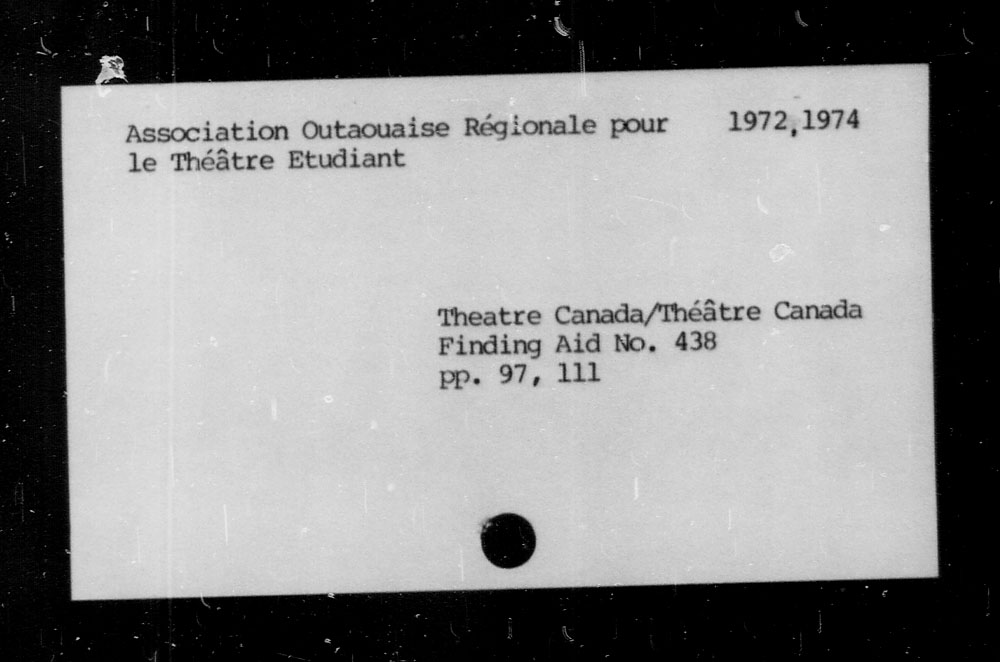 Association Outaouaise Régionale pour 1972,1974
le Théâtre Etudiant
Theatre Canada/Théâtre Canada
Finding Aid No. 438
pp. 97, 111